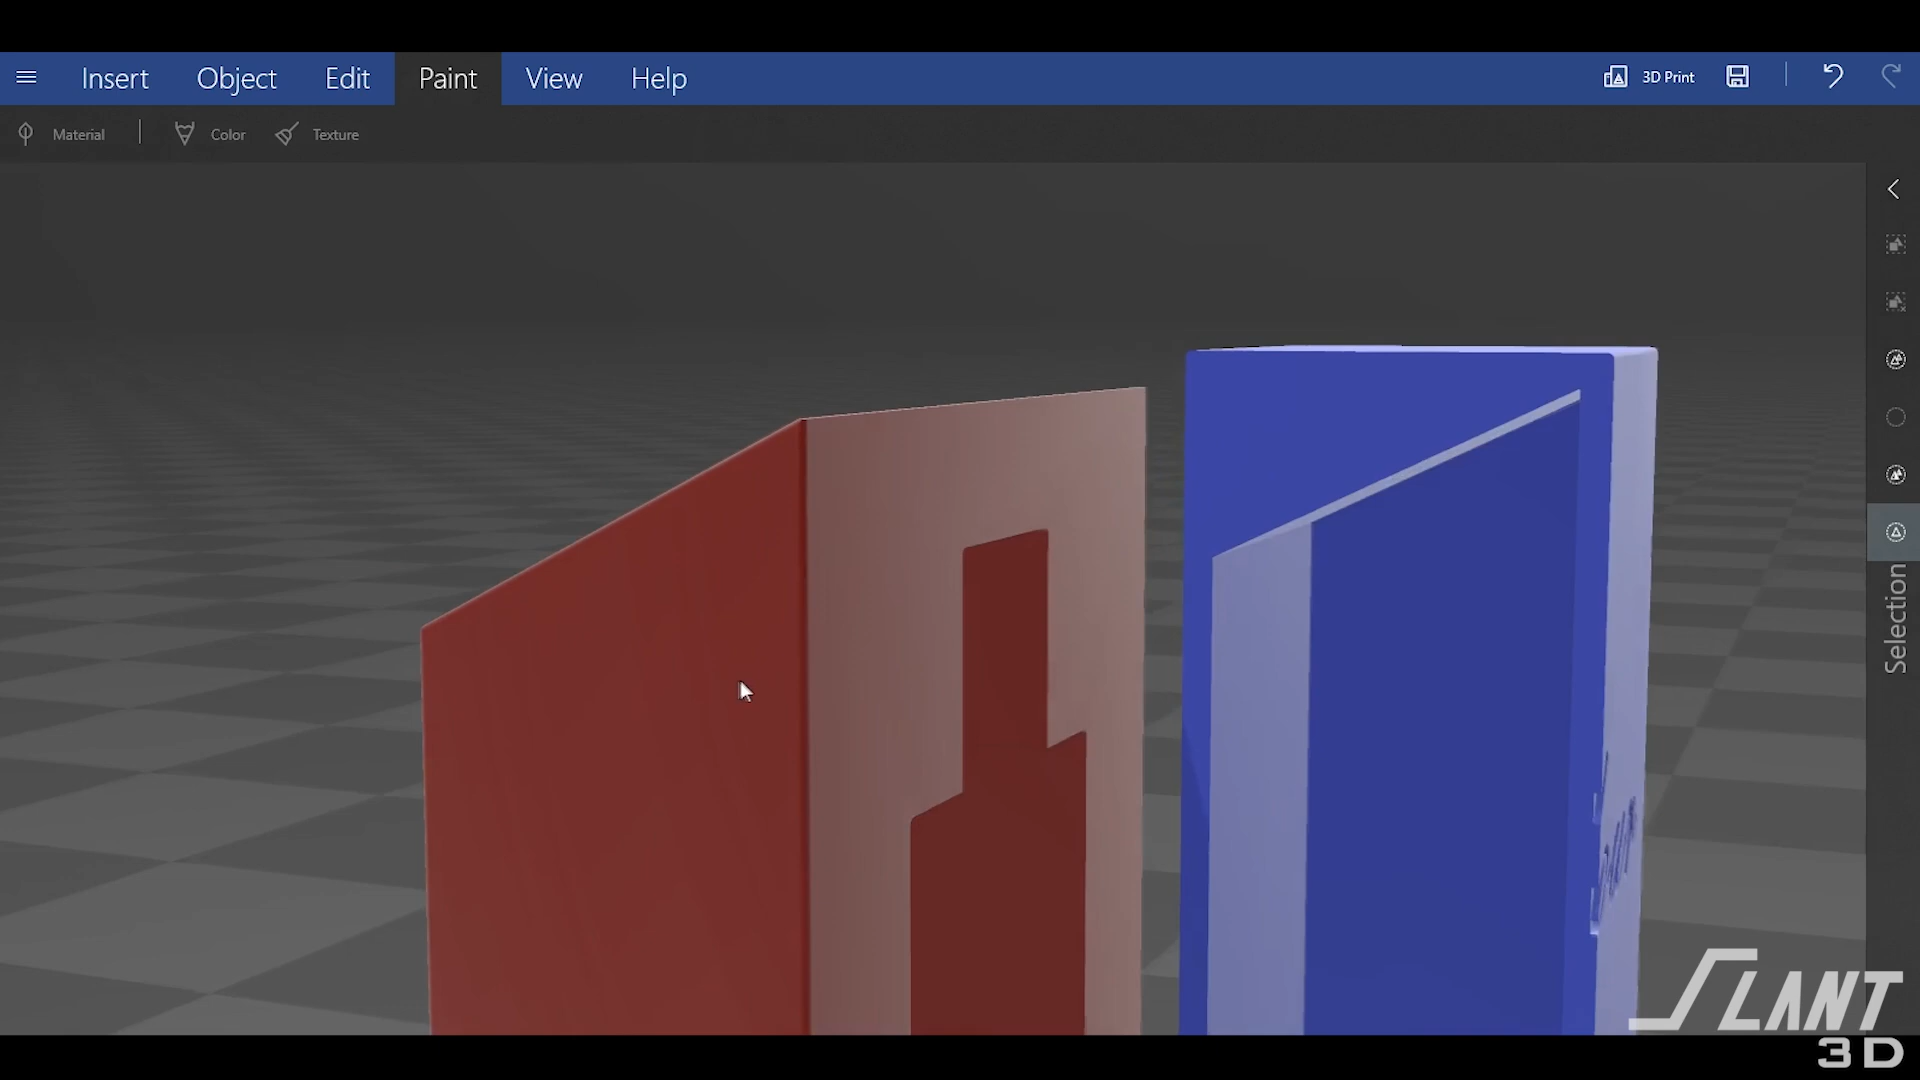 Insert Object Edit Paint View Help 3D Print
Material Color Texture
Selection
SLANT
3D